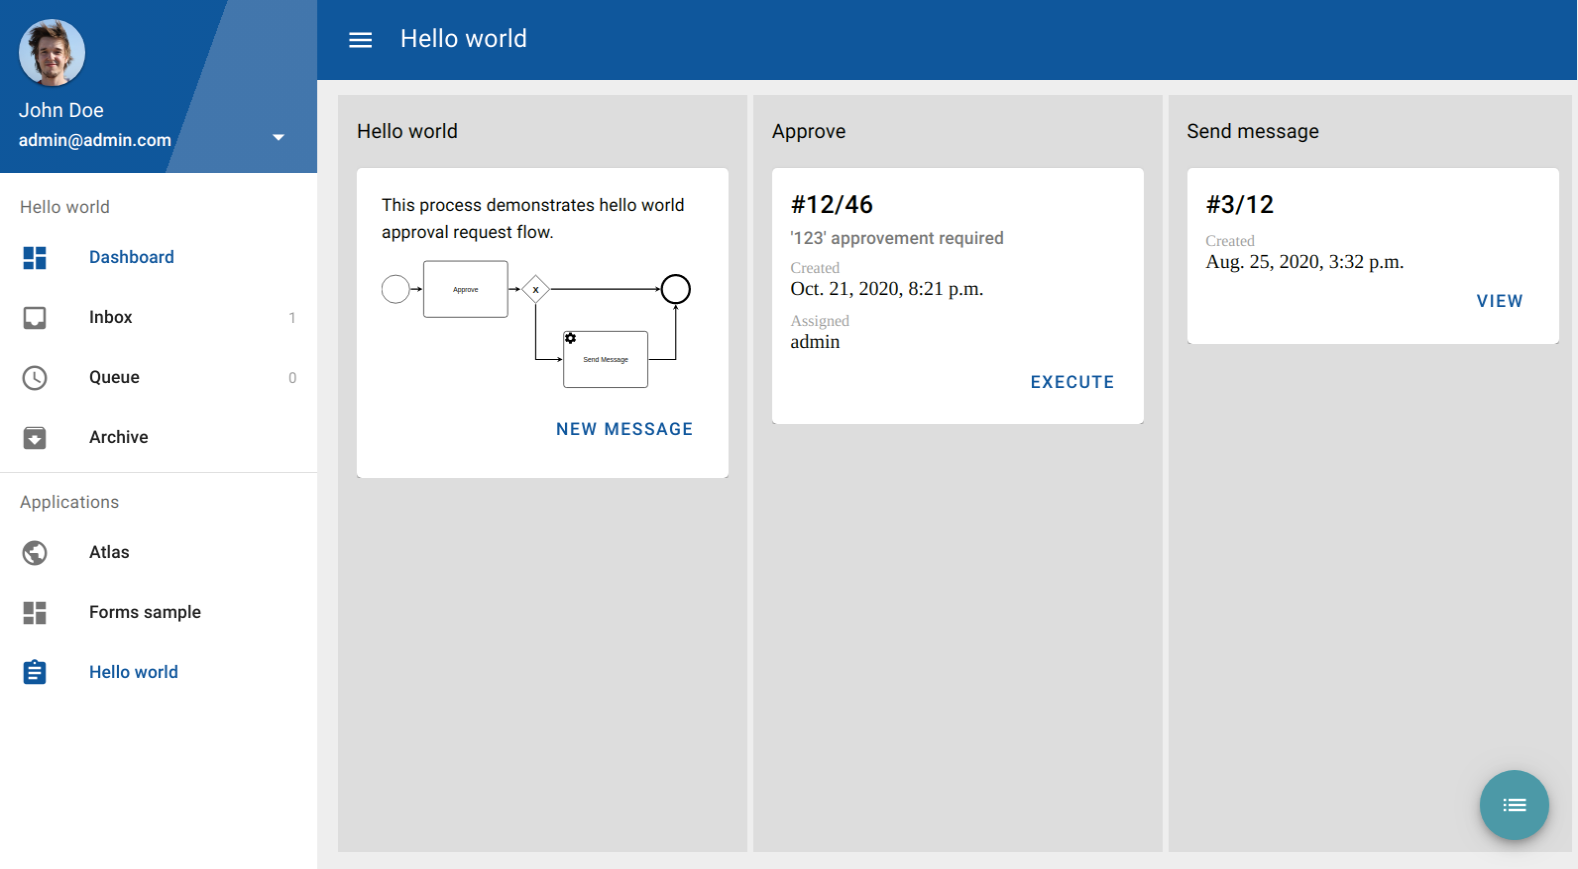 John Doe
admin@admin.com
Hello world
Dashboard
Inbox 1
Queue 0
Archive
Applications
Atlas
Forms sample
Hello world
Hello world
Hello world
This process demonstrates hello world
approval request flow.
Approve
X
Send Message
NEW MESSAGE
Approve
#12/46
'123' approvement required
Created
Oct. 21, 2020, 8:21 p.m.
Assigned
admin
EXECUTE
Send message
#3/12
Created
Aug. 25, 2020, 3:32 p.m.
VIEW